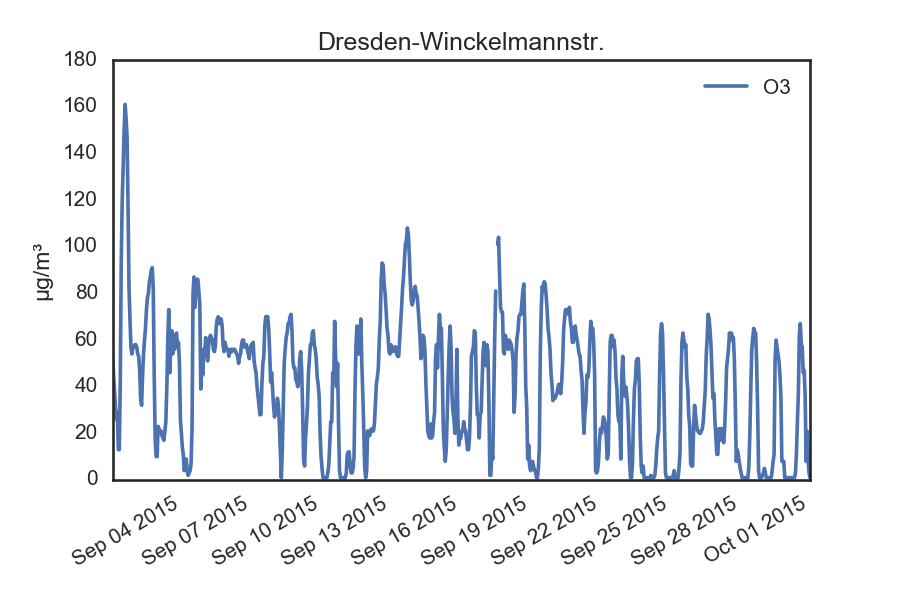 Dresden-Winckelmannstr.
O3
µg/m³
180
160
140
120
100
80
60
40
20
0
Sep 04 2015
Sep 07 2015
Sep 10 2015
Sep 13 2015
Sep 16 2015
Sep 19 2015
Sep 22 2015
Sep 25 2015
Sep 28 2015
Oct 01 2015